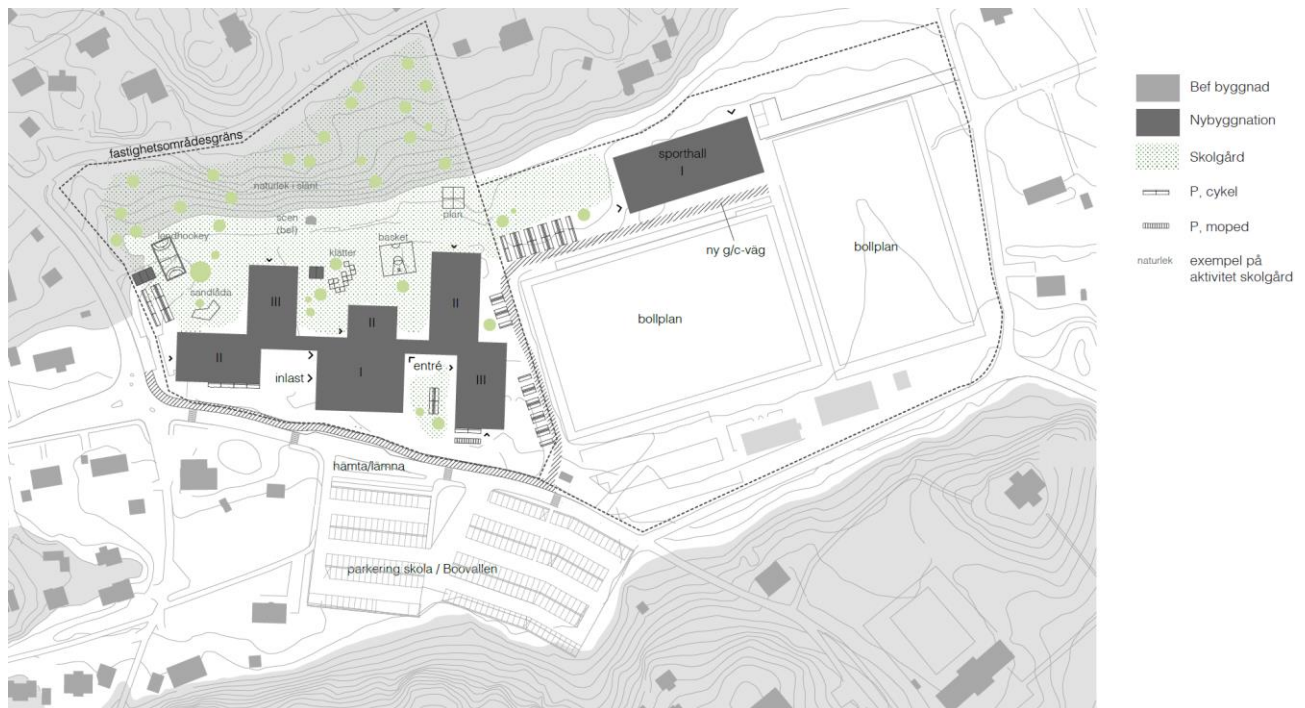 fastighetsområdesgräns
naturlek i slänt
scen
(bel)
plan
landhockey
klätter
basket
sandlåda
sporthall
I
ny g/c-väg
bollplan
bollplan
III
II
II
II
I
III
inlast
entré
hämta/lämna
parkering skola / Boovallen
Bef byggnad
Nybyggnation
Skolgård
P, cykel
P, moped
naturlek
exempel på
aktivitet skolgård